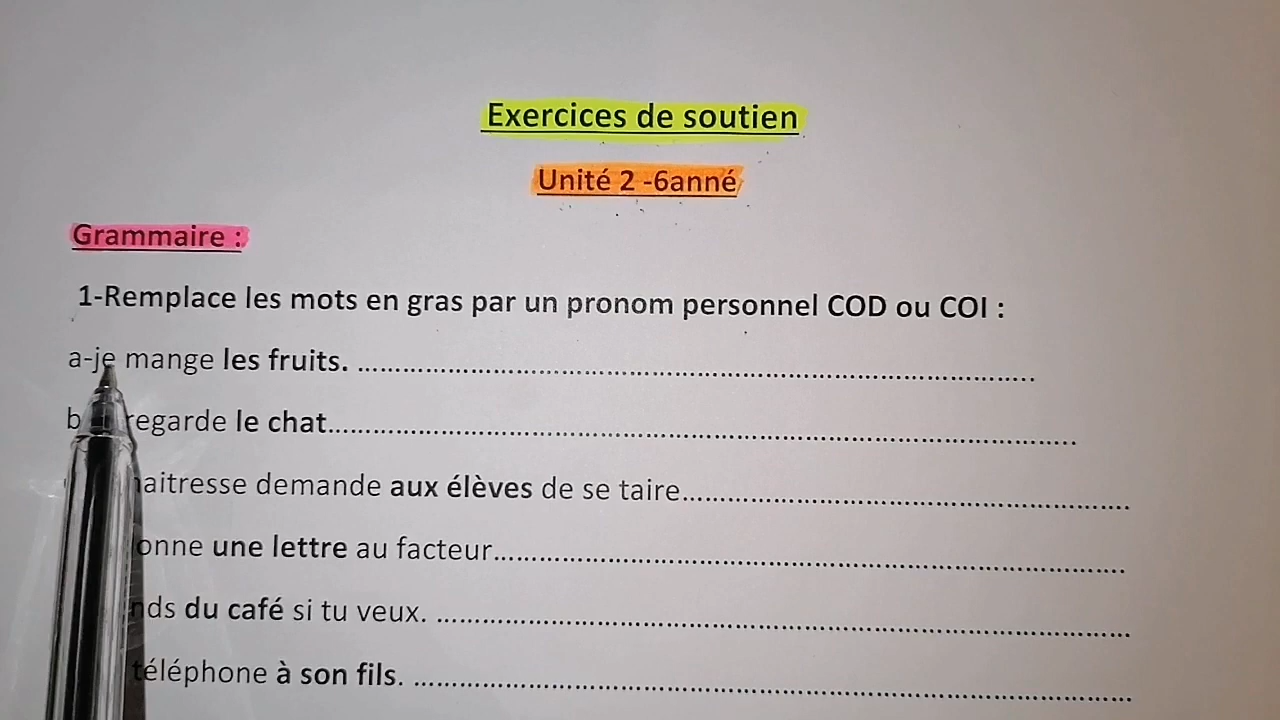 Exercices de soutien
Unité 2 -6anné
Grammaire :
1-Remplace les mots en gras par un pronom personnel COD ou COI :
a-je mange les fruits. ................................................................
b regarde le chat................................................................
aitresse demande aux élèves de se taire................................................................
onne une lettre au facteur................................................................
nds du café si tu veux. ................................................................
téléphone à son fils. ................................................................